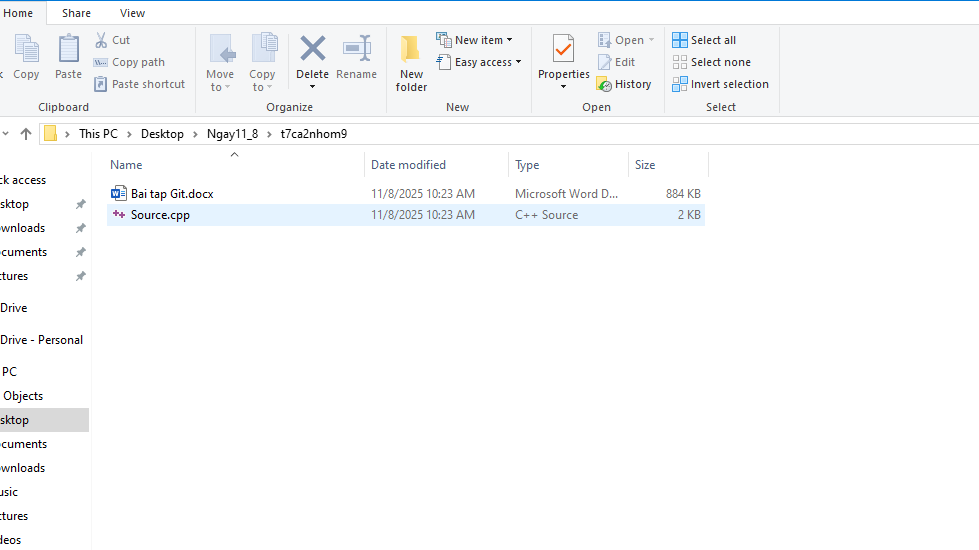 Home Share View
Copy
Paste
Cut
Copy path
Paste shortcut
Clipboard
Move to
Copy to
Delete
Rename
Organize
New folder
New item
Easy access
New
Properties
Open
Edit
History
Open
Select all
Select none
Invert selection
Select
This PC Desktop Ngay11_8 t7ca2nhom9
Name Date modified Type Size
Bai tap Git.docx 11/8/2025 10:23 AM Microsoft Word D... 884 KB
Source.cpp 11/8/2025 10:23 AM C++ Source 2 KB
ck access
sktop
wnloads
cuments
ctures
Drive
Drive - Personal
PC
Objects
sktop
cuments
wnloads
usic
ctures
deos